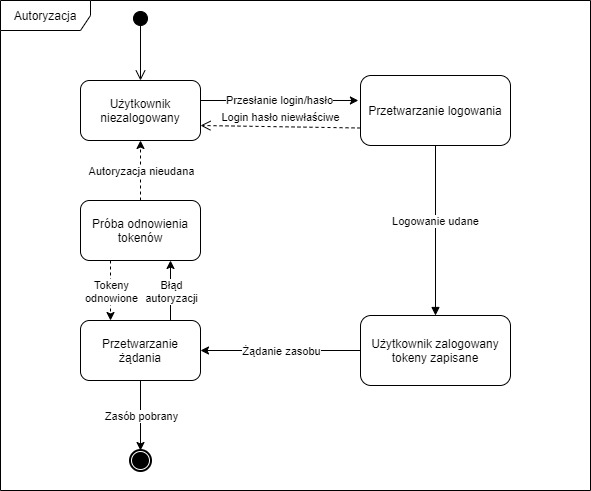 Autoryzacja
Użytkownik
niezalogowany
Przesłanie login/hasło
Login hasło niewłaściwe
Przetwarzanie logowania
Autoryzacja nieudana
Próba odnowienia
tokenów
Logowanie udane
Tokeny
odnowione
Błąd
autoryzacji
Przetwarzanie
żądania
Żądanie zasobu
Użytkownik zalogowany
tokeny zapisane
Zasób pobrany